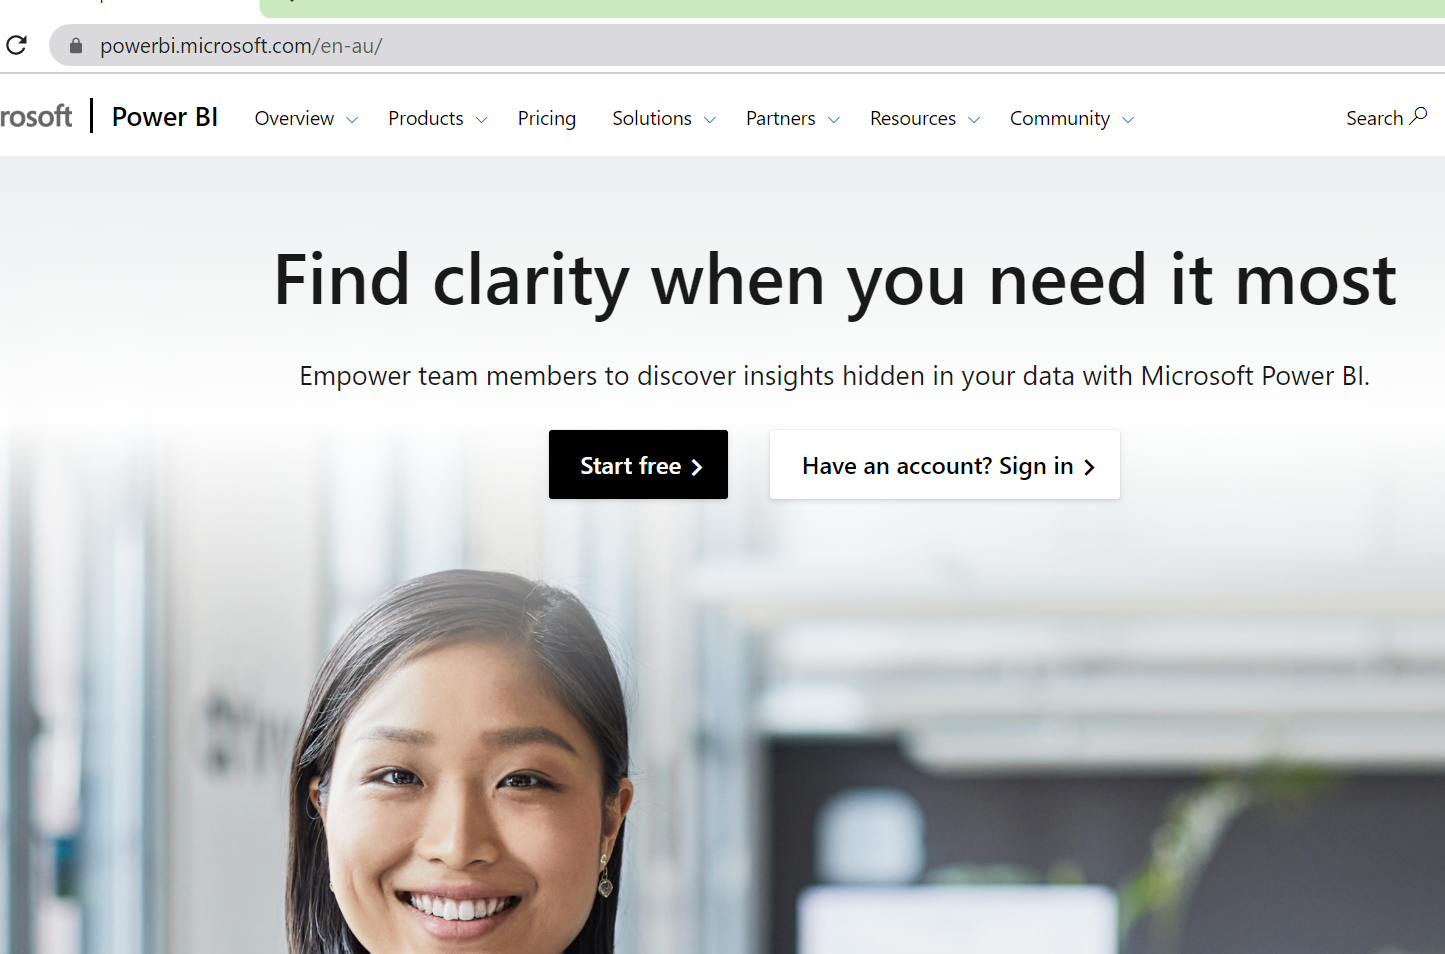 powerbi.microsoft.com/en-au/
rosoft | Power BI Overview Products Pricing Solutions Partners Resources Community Search
Find clarity when you need it most
Empower team members to discover insights hidden in your data with Microsoft Power BI.
Start free Have an account? Sign in